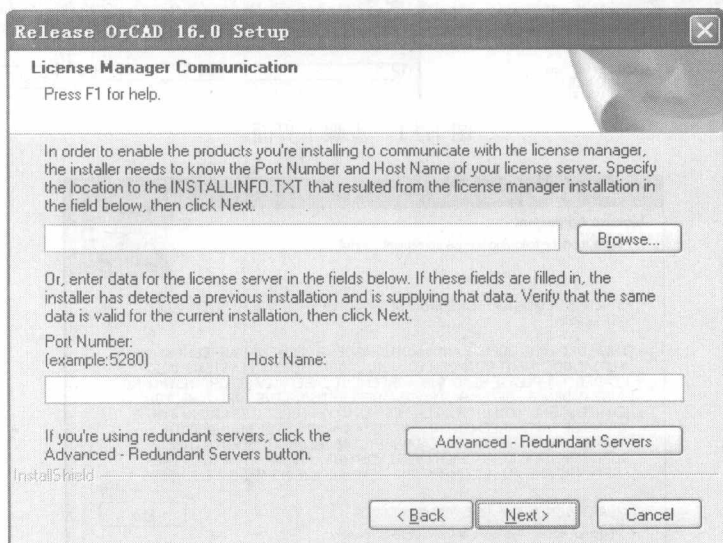 Release OrCAD 16.0 Setup
License Manager Communication
Press F1 for help.
In order to enable the products you're installing to communicate with the license manager,
the installer needs to know the Port Number and Host Name of your license server. Specify
the location to the INSTALLINFO.TXT that resulted from the license manager installation in
the field below, then click Next.
Browse...
Or, enter data for the license server in the fields below. If these fields are filled in, the
installer has detected a previous installation and is supplying that data. Verify that the same
data is valid for the current installation, then click Next.
Port Number:
(example:5280)
Host Name:
If you're using redundant servers, click the
Advanced - Redundant Servers button.
Advanced - Redundant Servers
InstallShield
< Back
Next >
Cancel